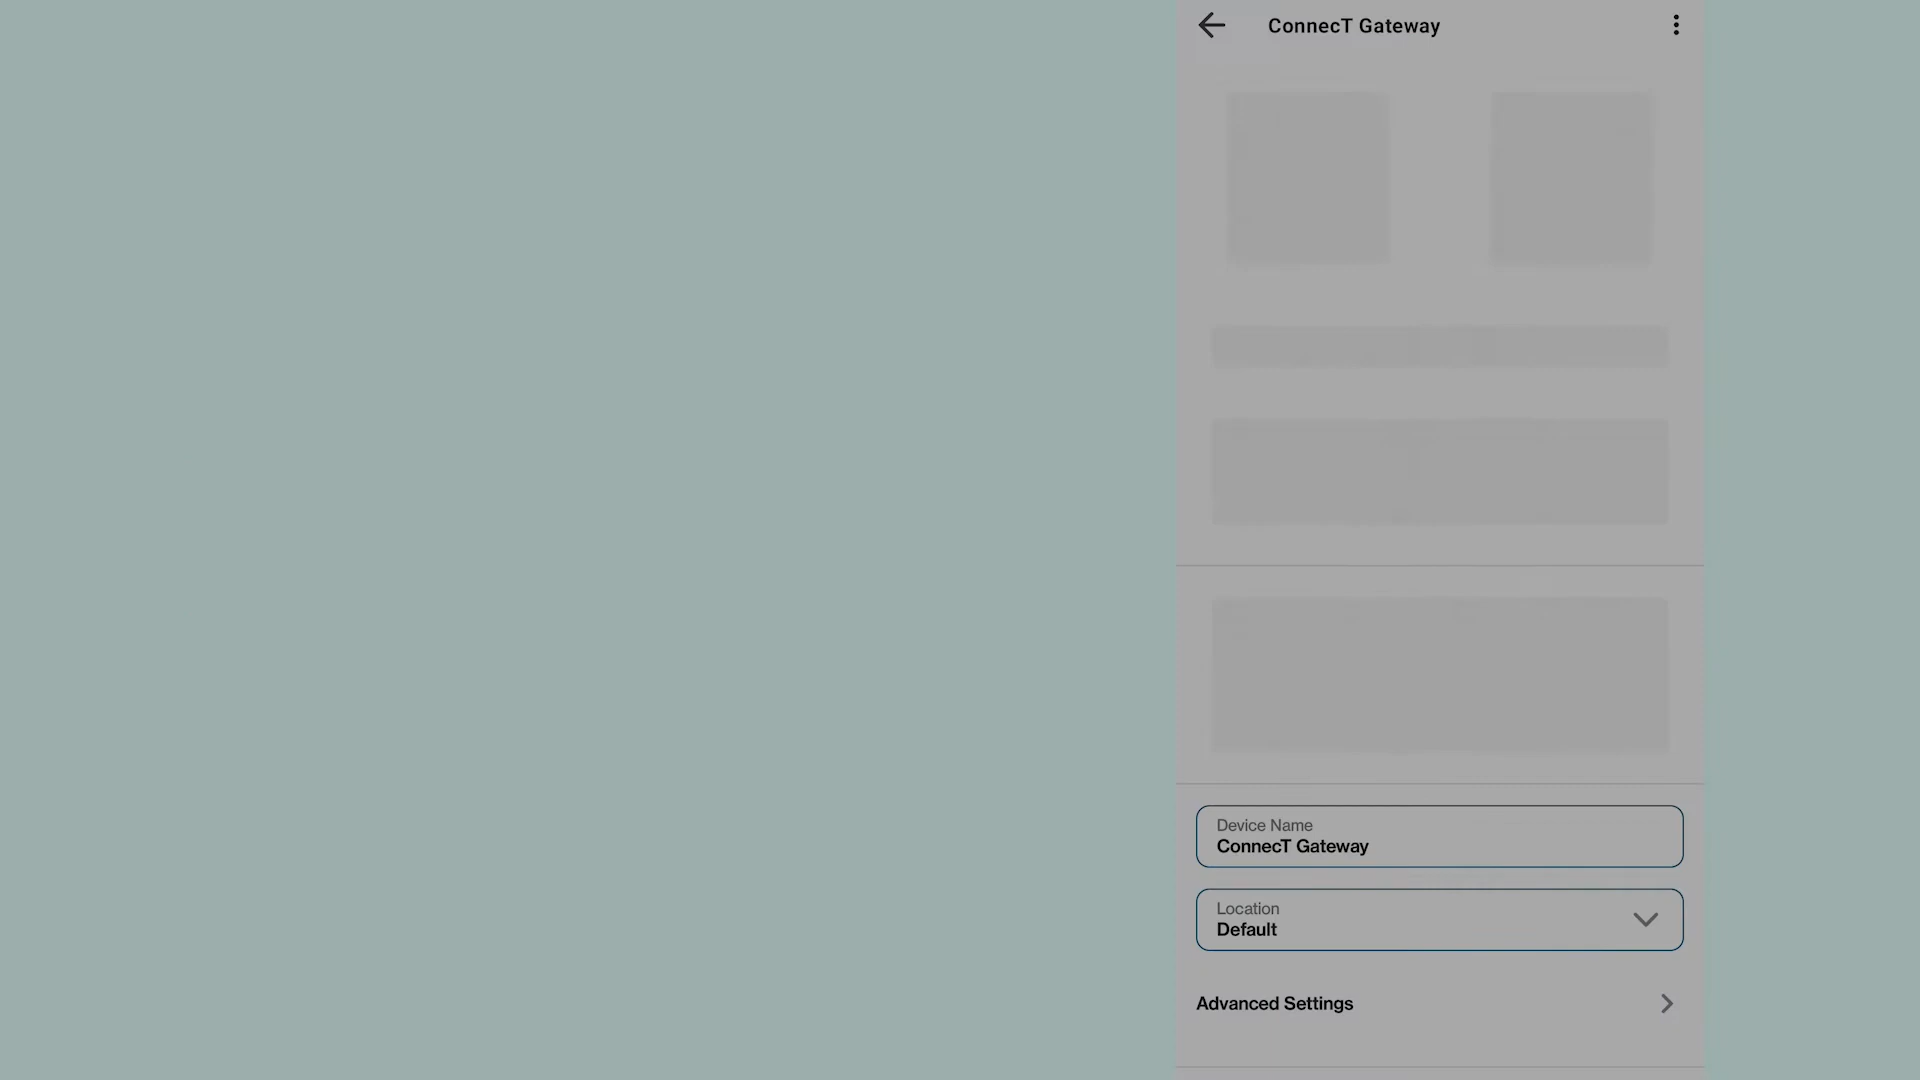 ConnecT Gateway
Device Name
ConnecT Gateway
Location
Default
Advanced Settings